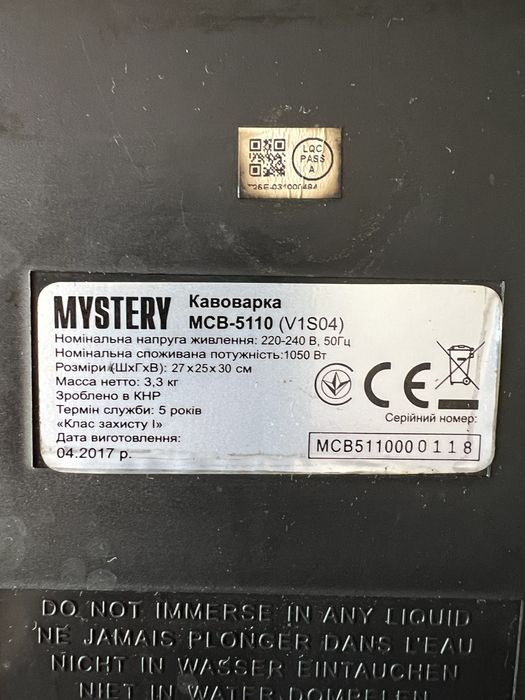 LQC
PASS
A
MYSTERY
Кавоварка
MCB-5110 (V1S04)
Номінальна напруга живлення: 220-240 В, 50Гц
Номінальна споживана потужність:1050 Вт
Розміри (ШхГхВ): 27 x 25 x 30 см
Масса нетто: 3,3 кг
Зроблено в КНР
Термін служби: 5 років
«Клас захисту I»
Дата виготовлення:
04.2017 р.
CE
Серійний номер:
MCB5110000118
DO NOT IMMERSE IN ANY LIQUID
NE JAMAIS PLONGER DANS L'EAU
NICHT IN WASSER EINTAUCHEN
NIET IN WATER DOMPELEN